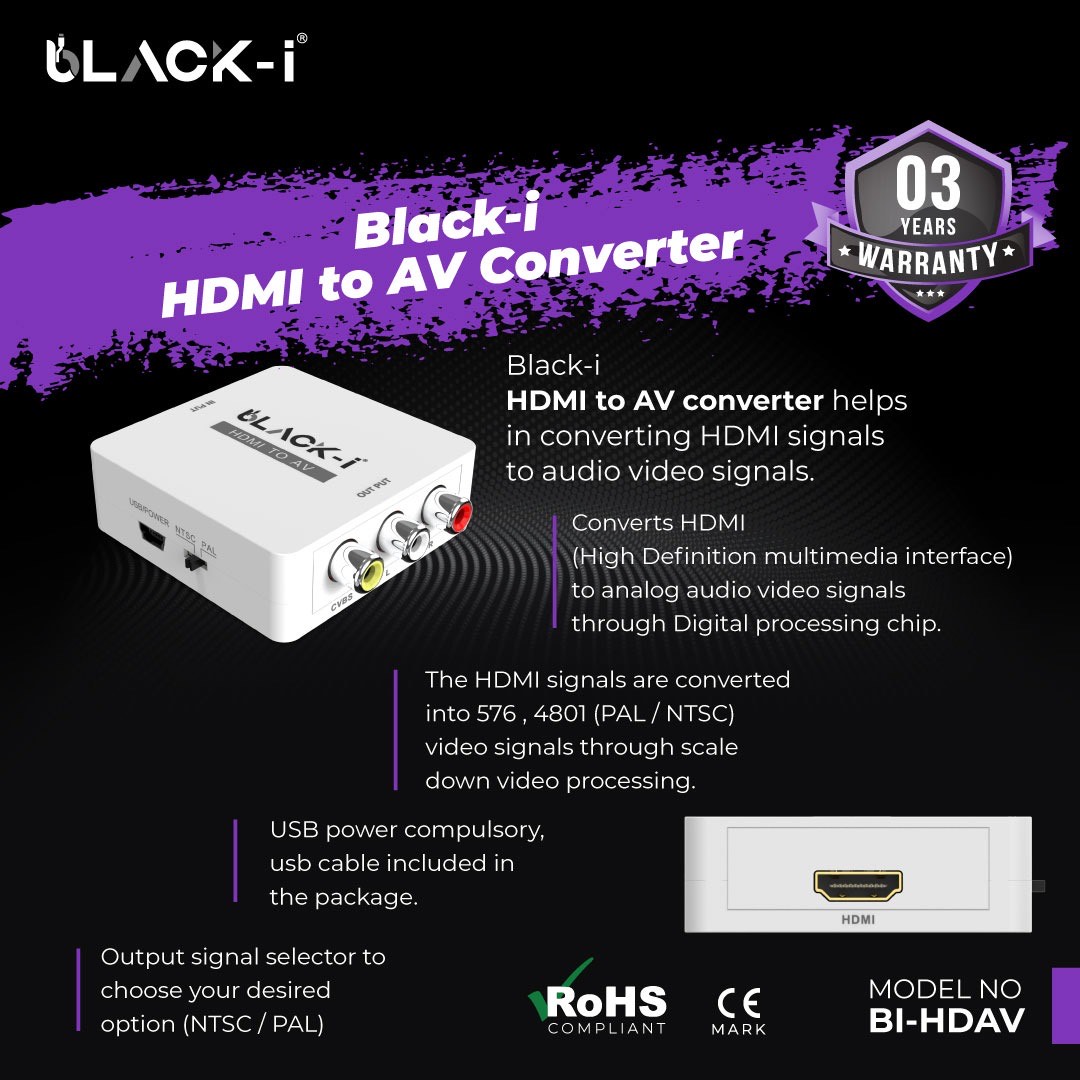 bLACK-i®
Black-i
HDMI to AV Converter
03
YEARS
WARRANTY
Black-i
HDMI to AV converter helps
in converting HDMI signals
to audio video signals.
IN PUT
bLACK-i
HDMI TO AV
OUT PUT
USB/POWER
NTSC PAL
CVBS
L
R
Converts HDMI
(High Definition multimedia interface)
to analog audio video signals
through Digital processing chip.
The HDMI signals are converted
into 576 , 4801 (PAL / NTSC)
video signals through scale
down video processing.
USB power compulsory,
usb cable included in
the package.
HDMI
Output signal selector to
choose your desired
option (NTSC / PAL)
RoHS
COMPLIANT
CE
MARK
MODEL NO
BI-HDAV